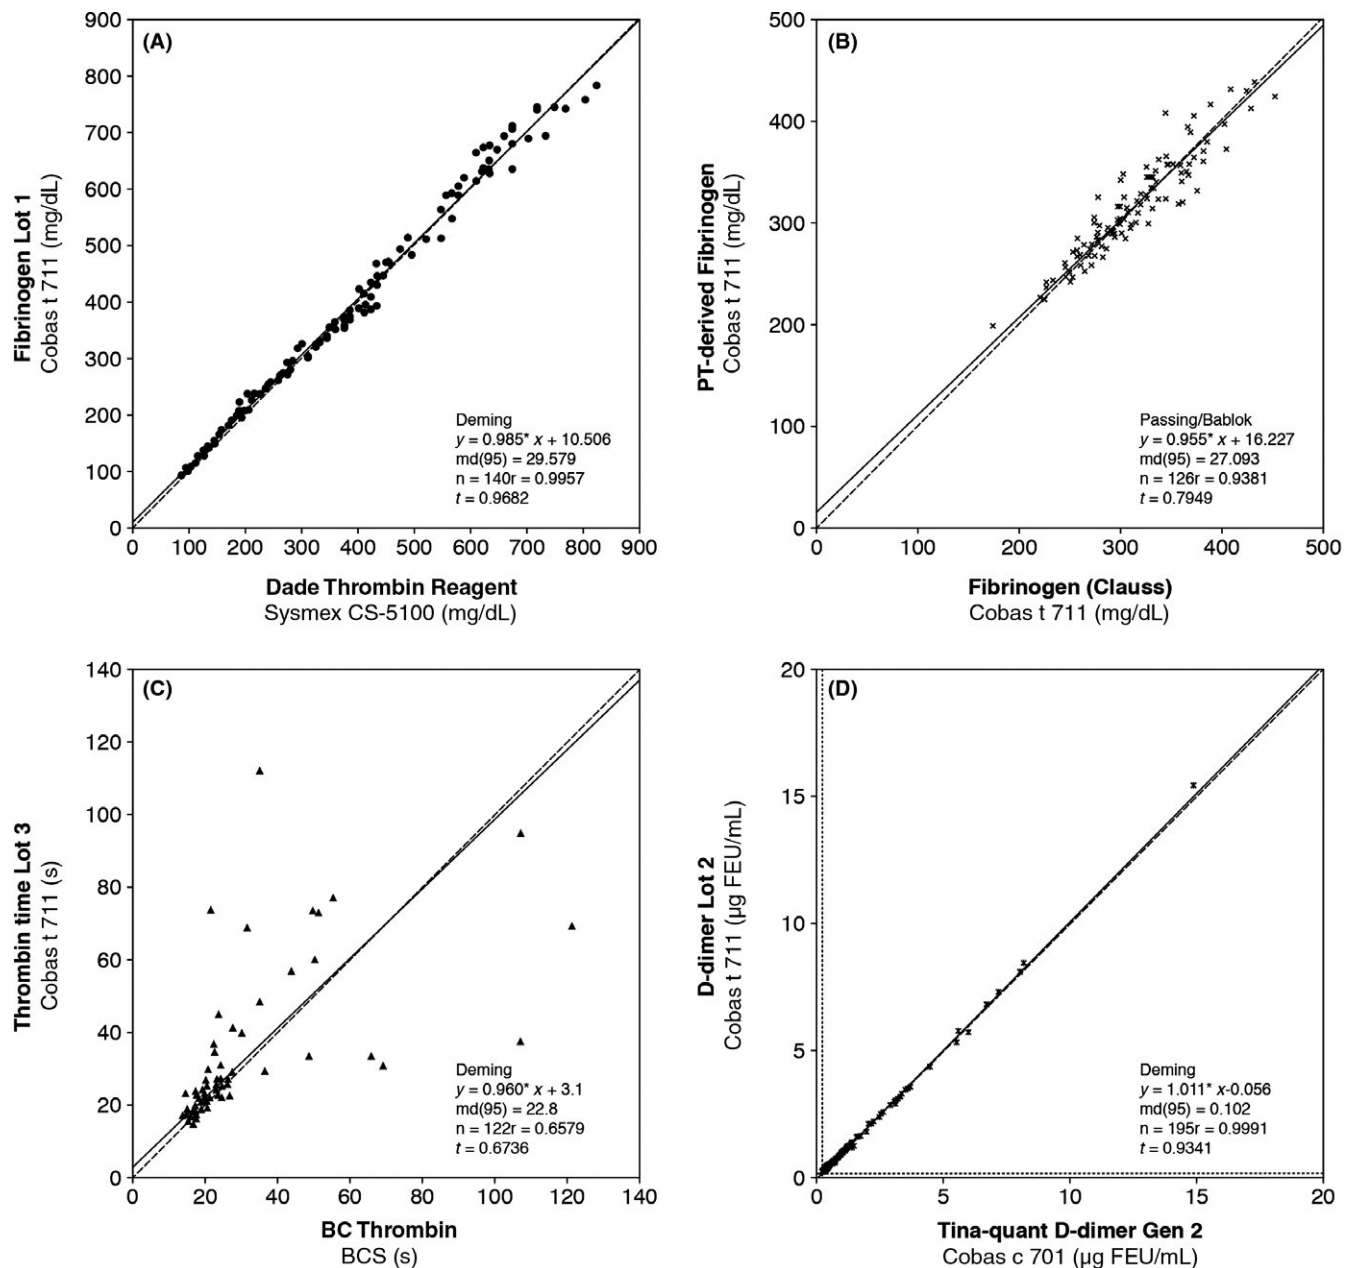 (A)
900
800
700
600
500
400
300
200
100
0
Fibrinogen Lot 1
Cobas t 711 (mg/dL)
Deming
y = 0.985* x + 10.506
md(95) = 29.579
n = 140r = 0.9957
t = 0.9682
0 100 200 300 400 500 600 700 800 900
Dade Thrombin Reagent
Sysmex CS-5100 (mg/dL)
(B)
500
400
300
200
100
0
PT-derived Fibrinogen
Cobas t 711 (mg/dL)
Passing/Bablok
y = 0.955* x + 16.227
md(95) = 27.093
n = 126r = 0.9381
t = 0.7949
0 100 200 300 400 500
Fibrinogen (Clauss)
Cobas t 711 (mg/dL)
(C)
140
120
100
80
60
40
20
0
Thrombin time Lot 3
Cobas t 711 (s)
Deming
y = 0.960* x + 3.1
md(95) = 22.8
n = 122r = 0.6579
t = 0.6736
0 20 40 60 80 100 120 140
BC Thrombin
BCS (s)
(D)
20
15
10
5
0
D-dimer Lot 2
Cobas t 711 (µg FEU/mL)
Deming
y = 1.011* x-0.056
md(95) = 0.102
n = 195r = 0.9991
t = 0.9341
0 5 10 15 20
Tina-quant D-dimer Gen 2
Cobas c 701 (µg FEU/mL)